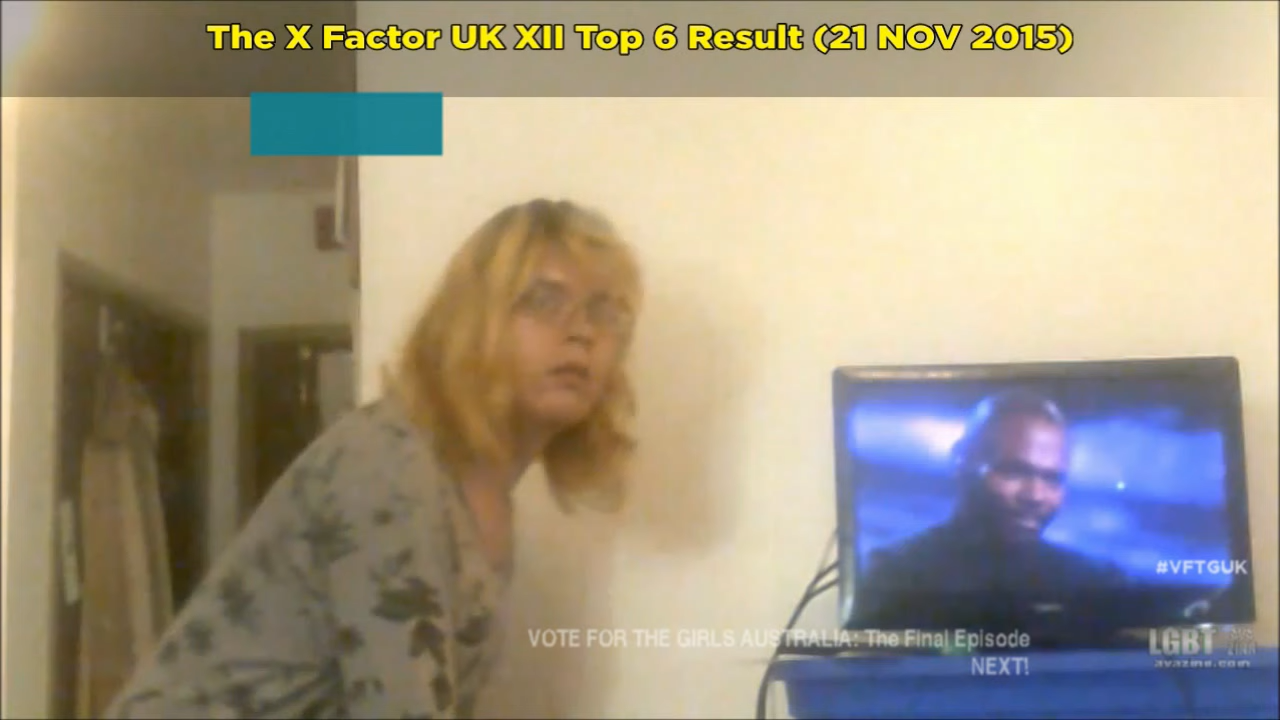 The X Factor UK XII Top 6 Result (21 NOV 2015)
#VFTGUK
VOTE FOR THE GIRLS AUSTRALIA: The Final Episode
NEXT!
LGBT